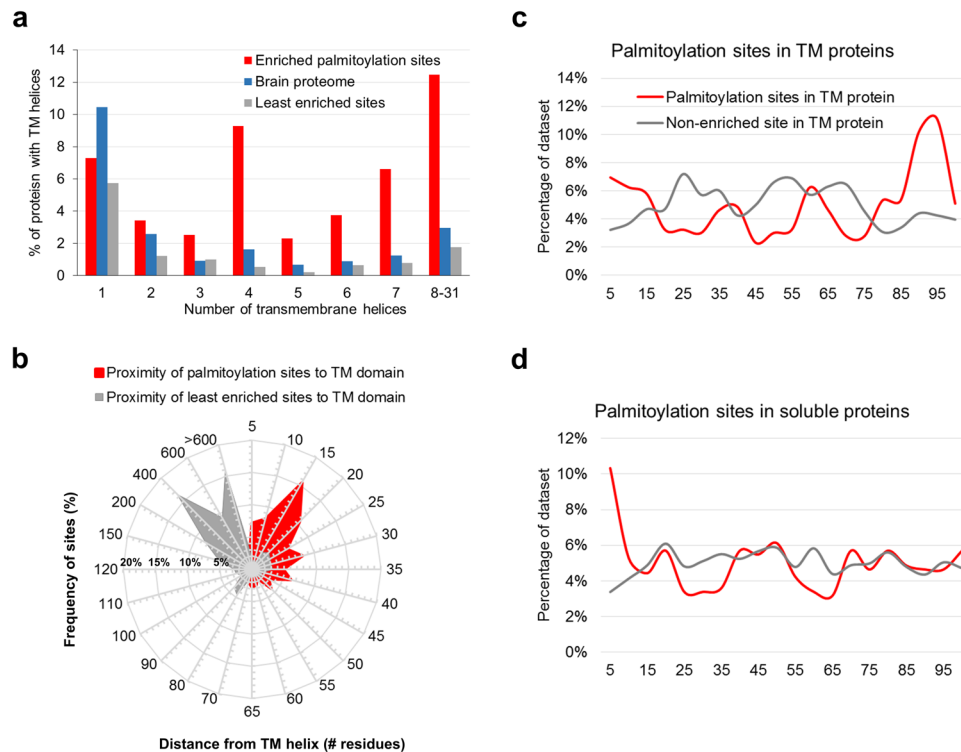 a
14
12
10
8
6
4
2
0
% of proteisn with TM helices
Enriched palmitoylation sites
Brain proteome
Least enriched sites
1 2 3 4 5 6 7 8-31
Number of transmembrane helices
b
Proximity of palmitoylation sites to TM domain
Proximity of least enriched sites to TM domain
5
10
15
20
25
30
35
40
45
50
55
60
65
70
80
90
100
110
120
150
200
400
600
>600
20% 15% 10% 5%
Frequency of sites (%)
Distance from TM helix (# residues)
c
Palmitoylation sites in TM proteins
14%
12%
10%
8%
6%
4%
2%
0%
Percentage of dataset
Palmitoylation sites in TM protein
Non-enriched site in TM protein
5 15 25 35 45 55 65 75 85 95
d
Palmitoylation sites in soluble proteins
12%
10%
8%
6%
4%
2%
0%
Percentage of dataset
5 15 25 35 45 55 65 75 85 95